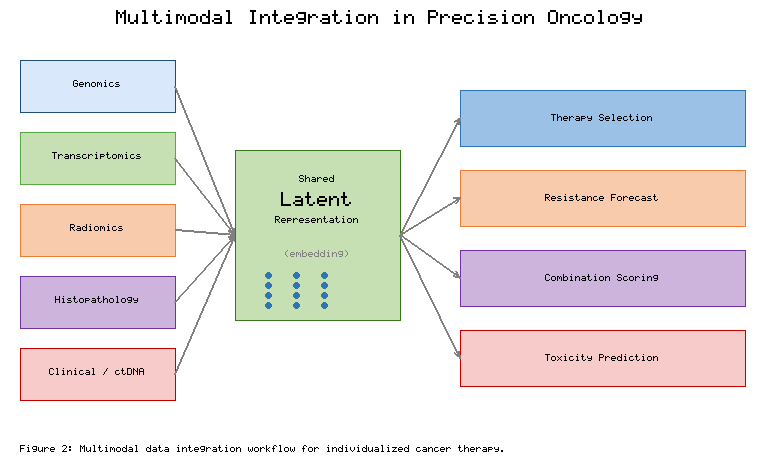 Multimodal Integration in Precision Oncology
Genomics
Transcriptomics
Radiomics
Histopathology
Clinical / ctDNA
Shared
Latent
Representation
(embedding)
Therapy Selection
Resistance Forecast
Combination Scoring
Toxicity Prediction
Figure 2: Multimodal data integration workflow for individualized cancer therapy.